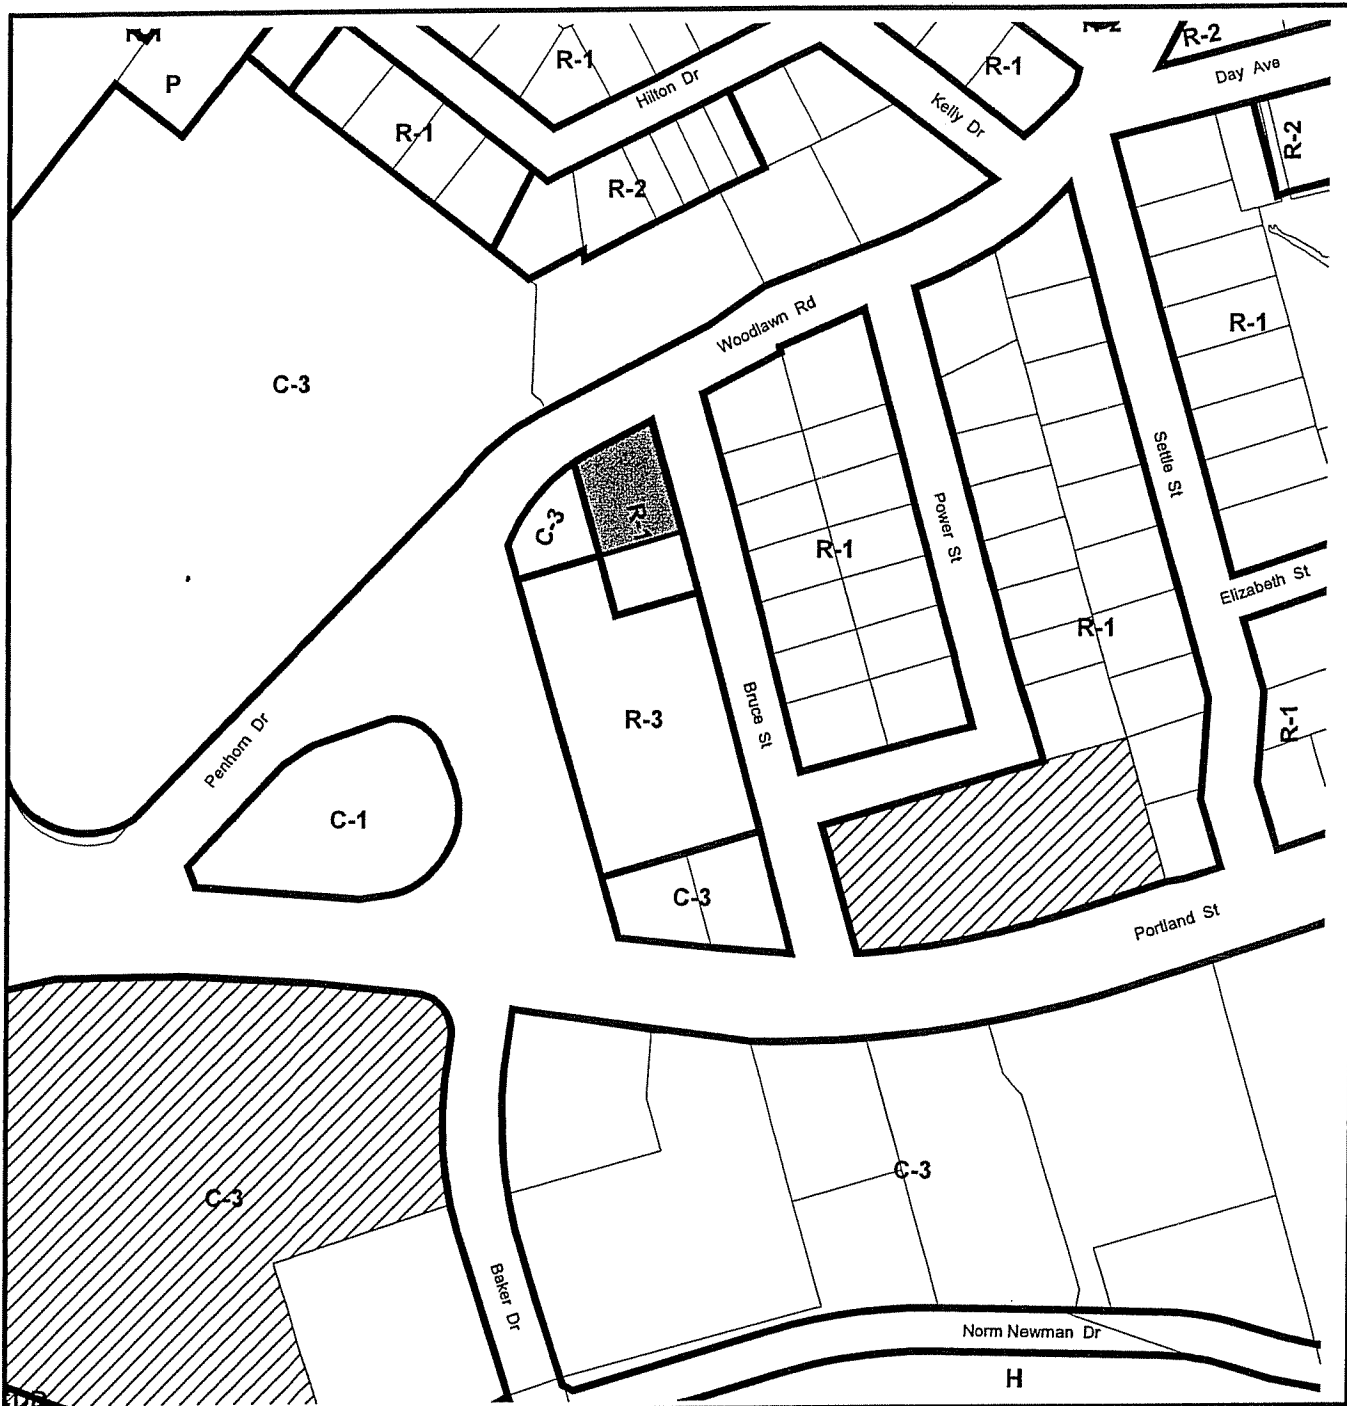 R-2
R-1
R-1
P
Day Ave
Hilton Dr
Kelly Dr
R-1
R-2
R-2
Woodlawn Rd
R-1
C-3
Settle St
R-1
C-3
Power St
R-1
Elizabeth St
R-1
R-3
Bruce St
R-1
Penhorn Dr
C-1
C-3
Portland St
C-3
C-3
Baker Dr
Norm Newman Dr
H